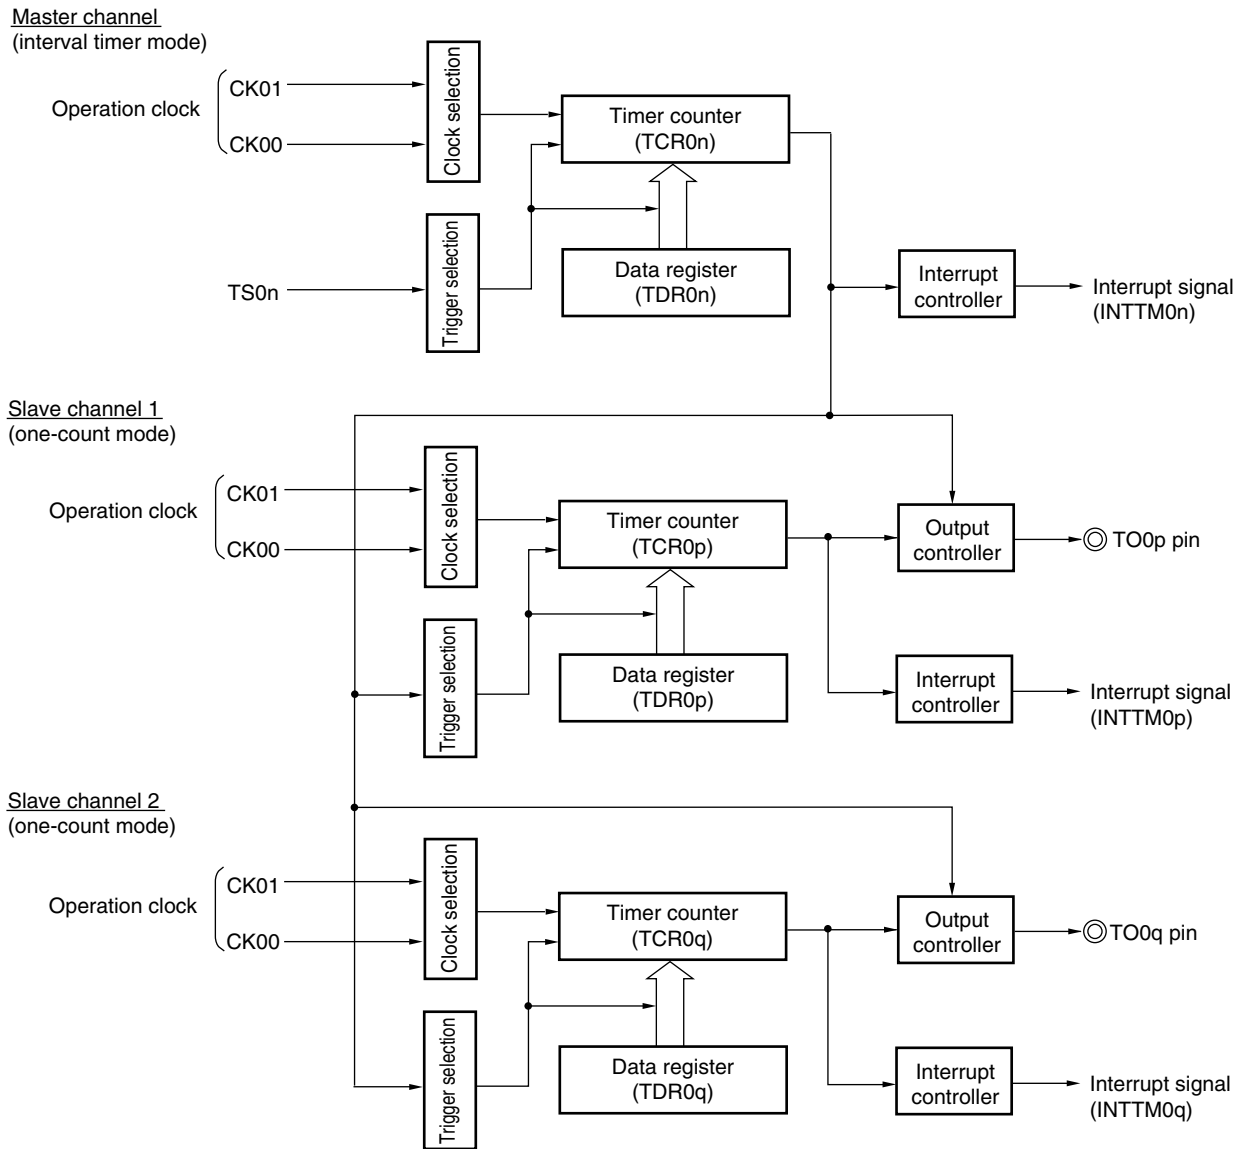 Master channel
(interval timer mode)
Operation clock
CK01
CK00
Clock selection
Timer counter
(TCR0n)
TS0n
Trigger selection
Data register
(TDR0n)
Interrupt
controller
Interrupt signal
(INTTM0n)
Slave channel 1
(one-count mode)
Operation clock
CK01
CK00
Clock selection
Timer counter
(TCR0p)
Output
controller
TO0p pin
Trigger selection
Data register
(TDR0p)
Interrupt
controller
Interrupt signal
(INTTM0p)
Slave channel 2
(one-count mode)
Operation clock
CK01
CK00
Clock selection
Timer counter
(TCR0q)
Output
controller
TO0q pin
Trigger selection
Data register
(TDR0q)
Interrupt
controller
Interrupt signal
(INTTM0q)